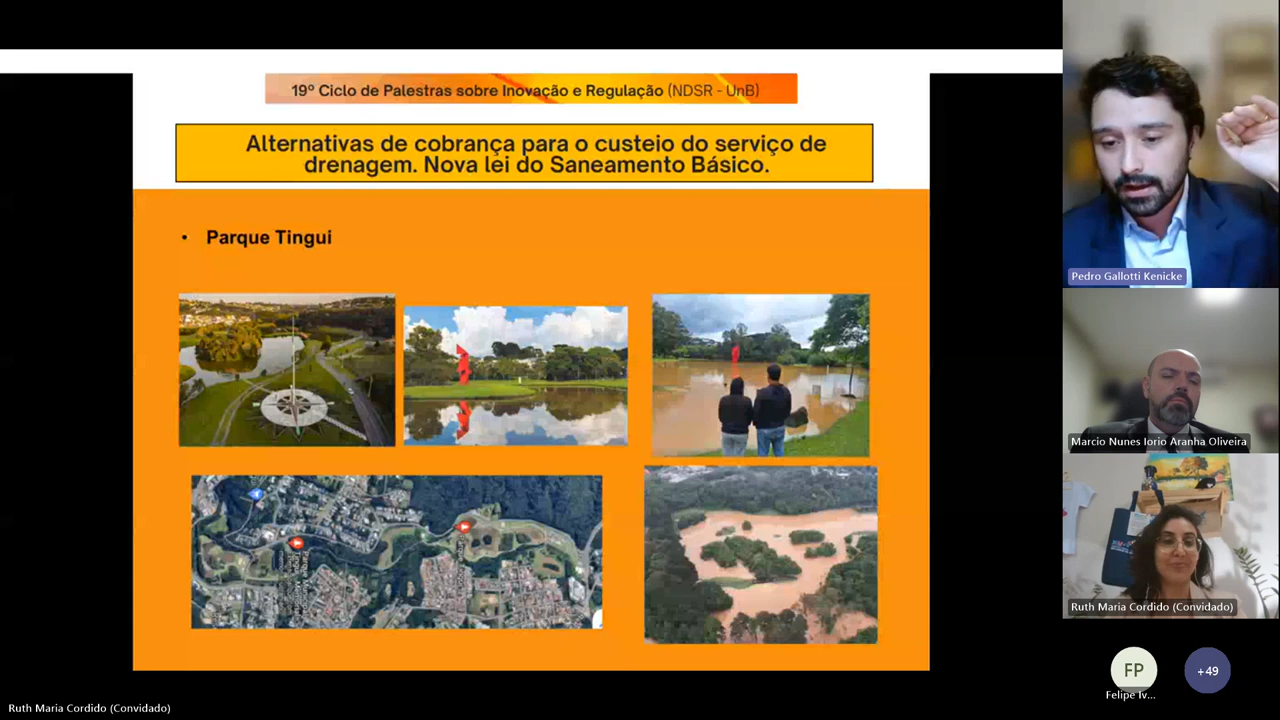 19º Ciclo de Palestras sobre Inovação e Regulação (NDSR - UnB)
Alternativas de cobrança para o custeio do serviço de
drenagem. Nova lei do Saneamento Básico.
• Parque Tingui
Pedro Gallotti Kenicke
Marcio Nunes Iorio Aranha Oliveira
Ruth Maria Cordido (Convidado)
FP
+49
Felipe Iv...
Ruth Maria Cordido (Convidado)